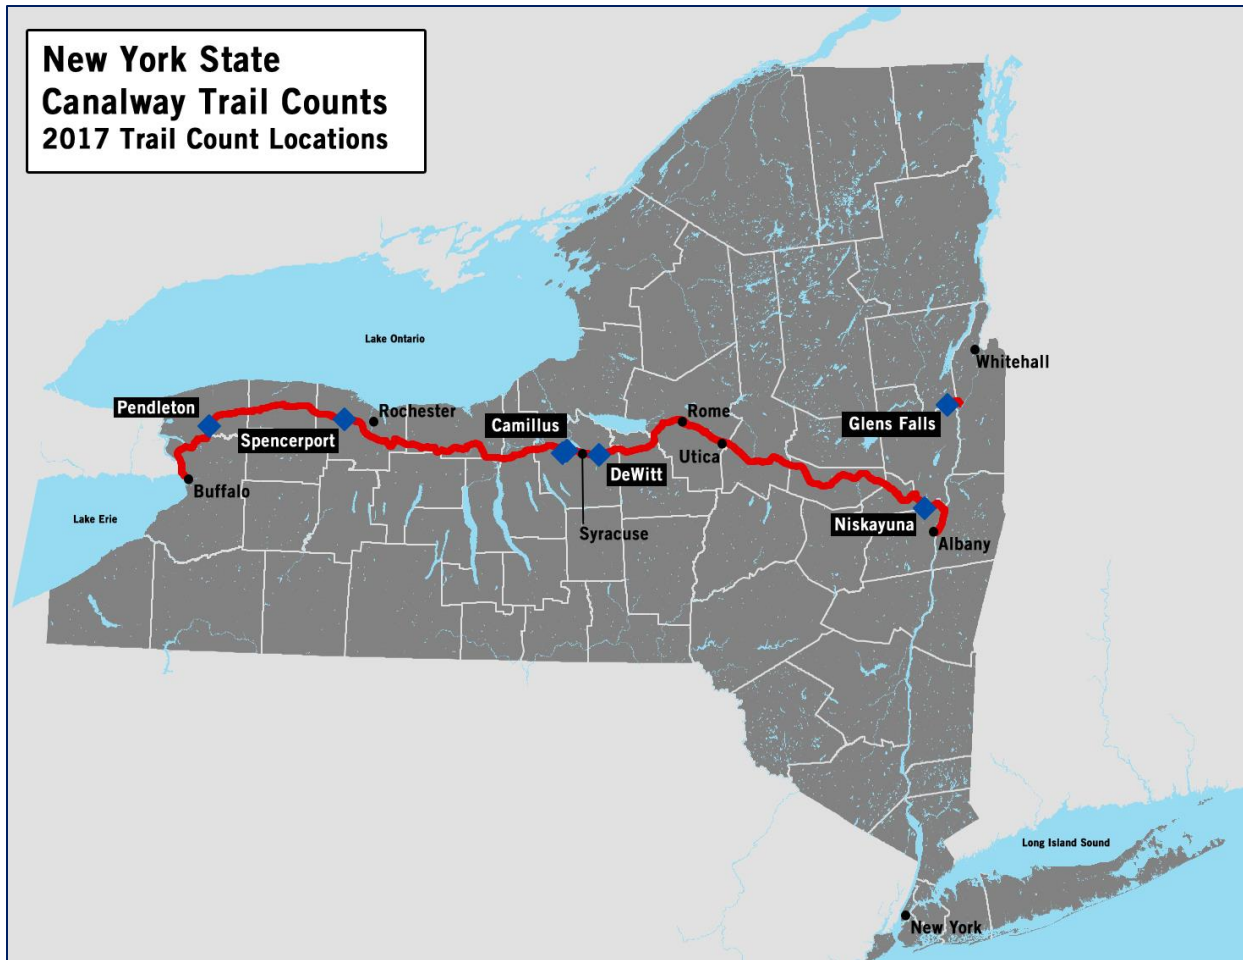 New York State
Canalway Trail Counts
2017 Trail Count Locations
Lake Ontario
Whitehall
Pendleton
Rochester
Rome
Glens Falls
Spencerport
Camillus
Utica
DeWitt
Buffalo
Lake Erie
Niskayuna
Syracuse
Albany
Long Island Sound
New York